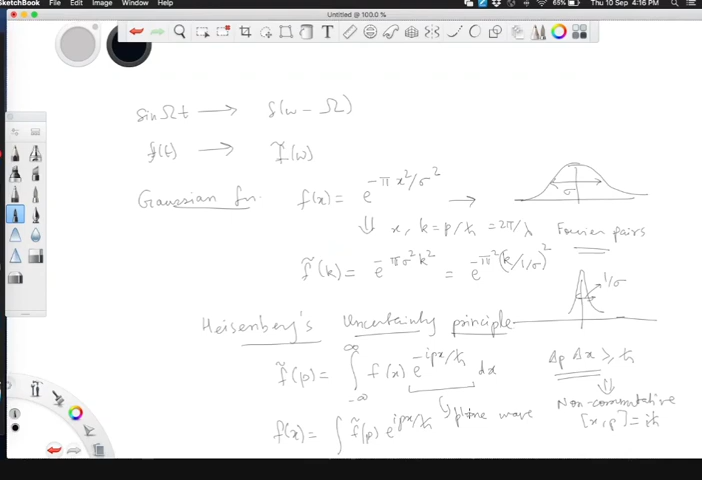 SketchBook File Edit Image Window Help 65% Thu 10 Sep 4:16 PM
Untitled @ 100.0 %
sin Ωt → δ(ω − Ω)
f(t) → f̃(ω)
Gaussian fn. f(x) = e^{−π x²/σ²} → σ
⇓ x, k = p/ħ = 2π/λ Fourier pairs
f̃(k) = e^{−πσ²k²} = e^{−π²(k/1/σ)²} 1/σ
Heisenberg's Uncertainty principle
f̃(p) = ∫_{−∞}^{∞} f(x) e^{−ipx/ħ} dx Δp Δx ≥ ħ
↳ plane wave ⇓ Non-commutative
f(x) = ∫ f̃(p) e^{ipx/ħ} [x,p] = iħ